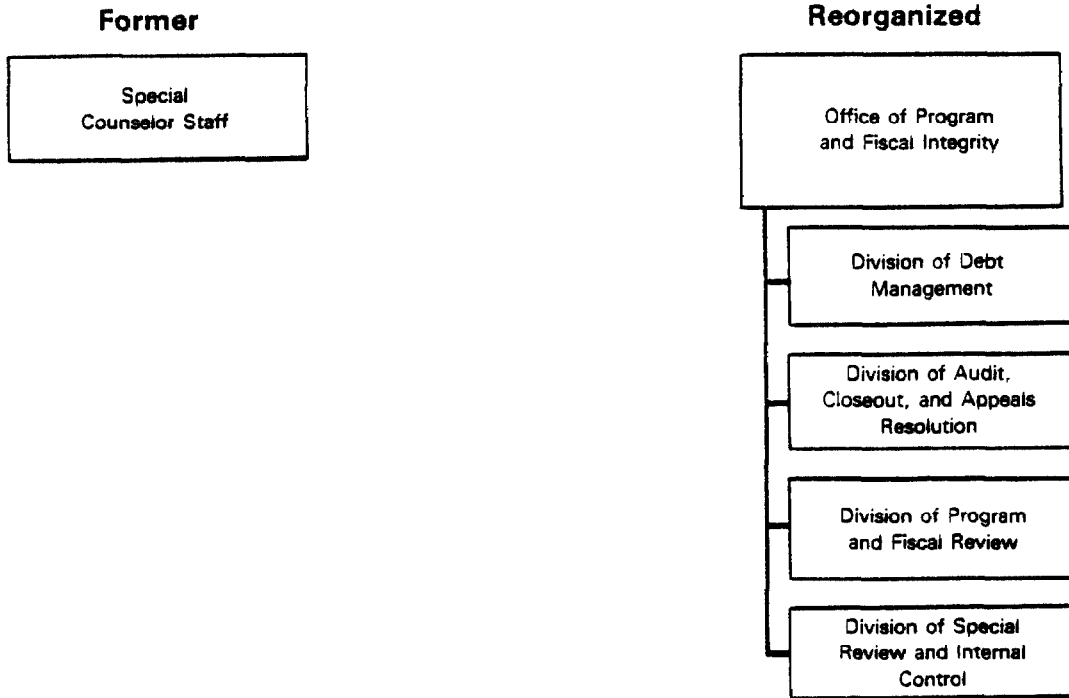 Former
Special
Counselor Staff
Reorganized
Office of Program
and Fiscal Integrity
Division of Debt
Management
Division of Audit,
Closeout, and Appeals
Resolution
Division of Program
and Fiscal Review
Division of Special
Review and Internal
Control